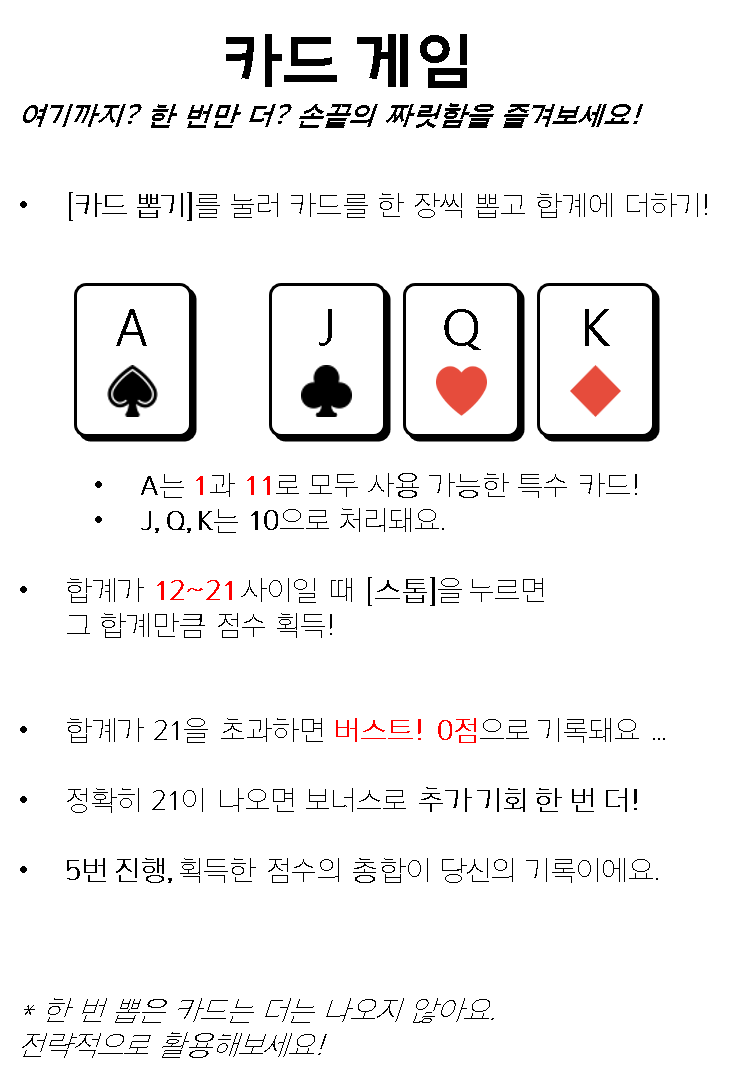 카드 게임
여기까지? 한 번만 더? 손끝의 짜릿함을 즐겨보세요!
• [카드 뽑기]를 눌러 카드를 한 장씩 뽑고 합계에 더하기!
A J Q K
• A는 1과 11로 모두 사용 가능한 특수 카드!
• J, Q, K는 10으로 처리돼요.
• 합계가 12~21 사이일 때 [스톱]을 누르면
그 합계만큼 점수 획득!
• 합계가 21을 초과하면 버스트! 0점으로 기록돼요 ...
• 정확히 21이 나오면 보너스로 추가 기회 한 번 더!
• 5번 진행, 획득한 점수의 총합이 당신의 기록이에요.
* 한 번 뽑은 카드는 더는 나오지 않아요.
전략적으로 활용해보세요!